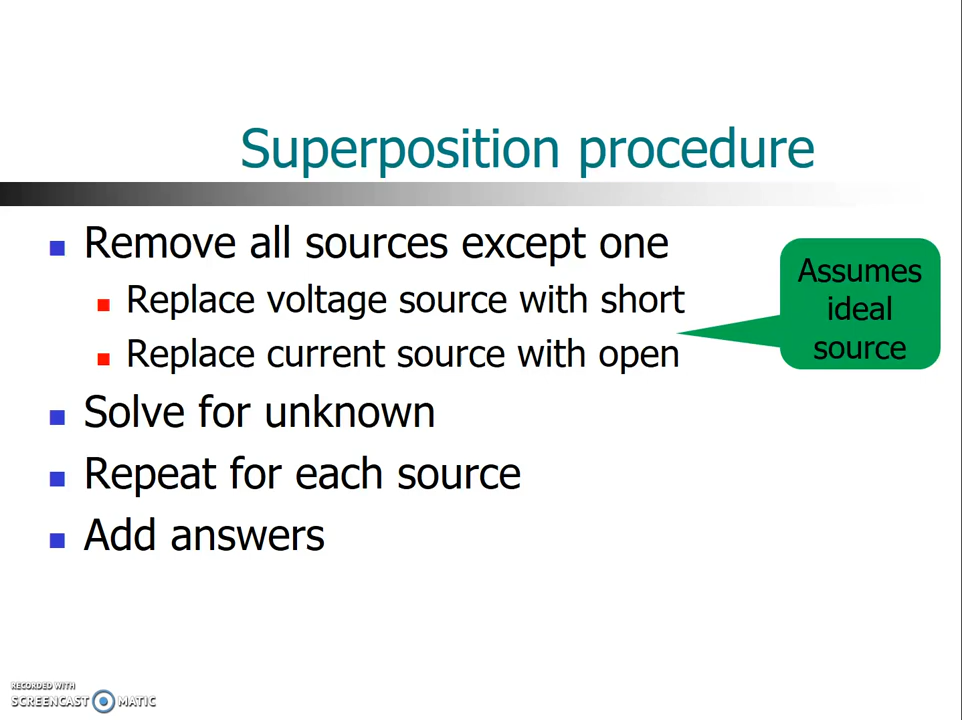 Superposition procedure
Remove all sources except one
Replace voltage source with short
Replace current source with open
Assumes
ideal
source
Solve for unknown
Repeat for each source
Add answers
RECORDED WITH
SCREENCAST MATIC